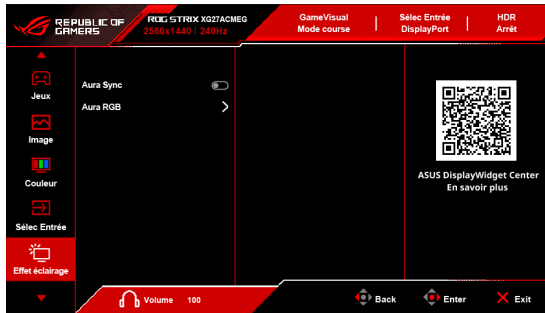 REPUBLIC OF
GAMERS
ROG STRIX XG27ACMEG
2560x1440 | 240Hz
GameVisual
Mode course
Sélec Entrée
DisplayPort
HDR
Arrêt
Jeux
Image
Couleur
Sélec Entrée
Effet éclairage
Aura Sync
Aura RGB
ASUS DisplayWidget Center
En savoir plus
Volume 100
Back
Enter
Exit